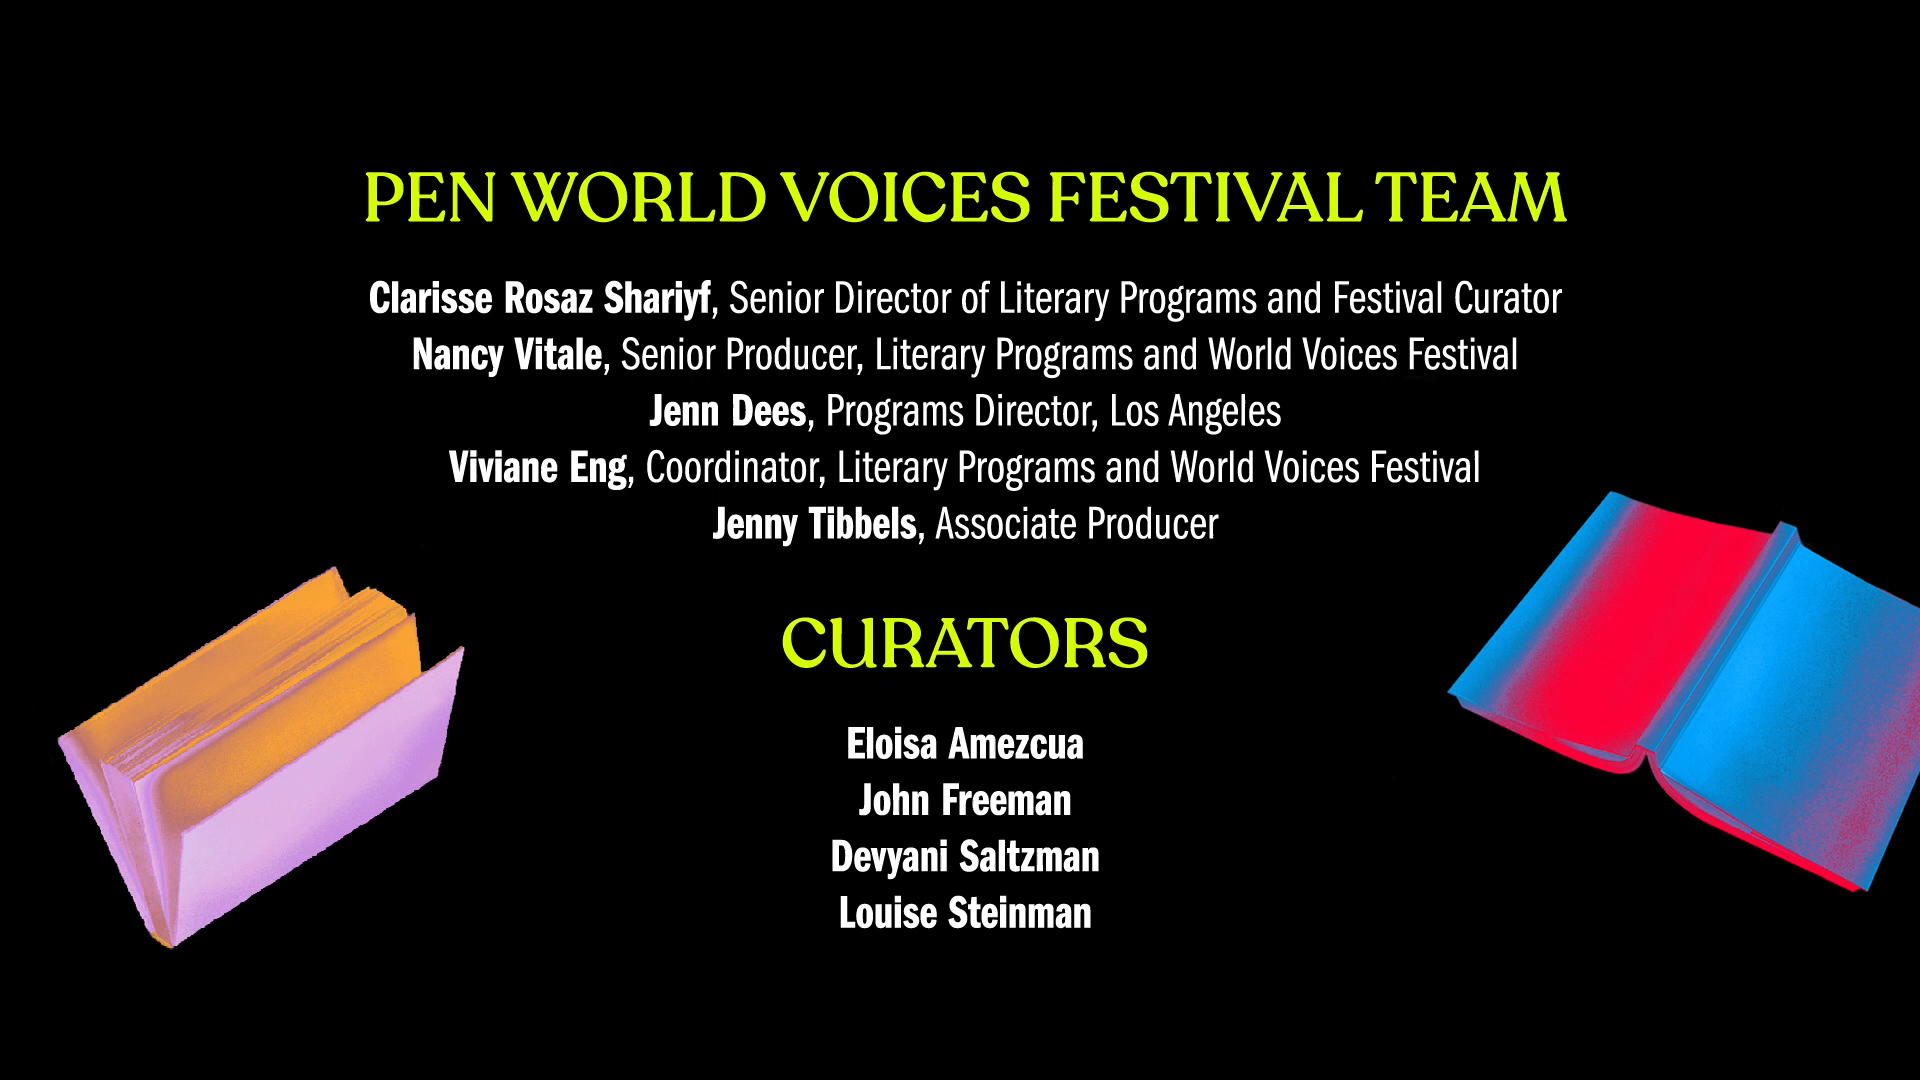 PEN WORLD VOICES FESTIVAL TEAM
Clarisse Rosaz Shariyf, Senior Director of Literary Programs and Festival Curator
Nancy Vitale, Senior Producer, Literary Programs and World Voices Festival
Jenn Dees, Programs Director, Los Angeles
Viviane Eng, Coordinator, Literary Programs and World Voices Festival
Jenny Tibbels, Associate Producer
CURATORS
Eloisa Amezcua
John Freeman
Devyani Saltzman
Louise Steinman